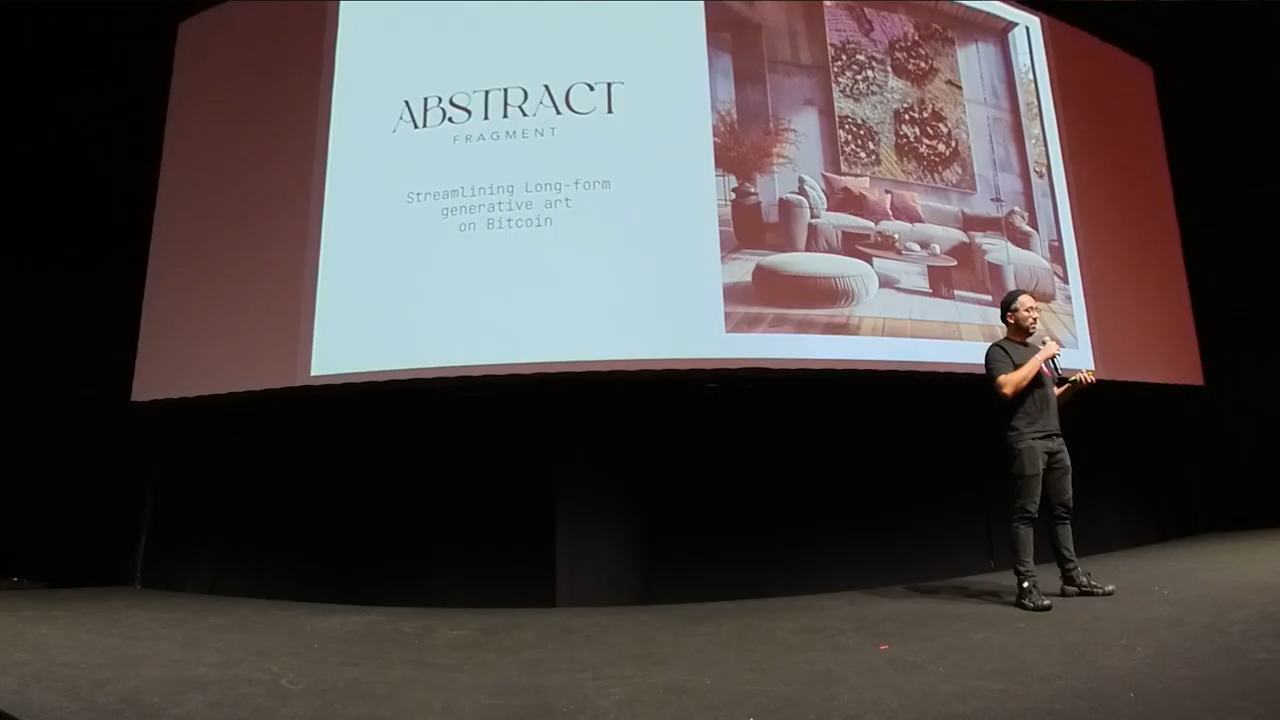 ABSTRACT
FRAGMENT
Streamlining Long-form
generative art
on Bitcoin